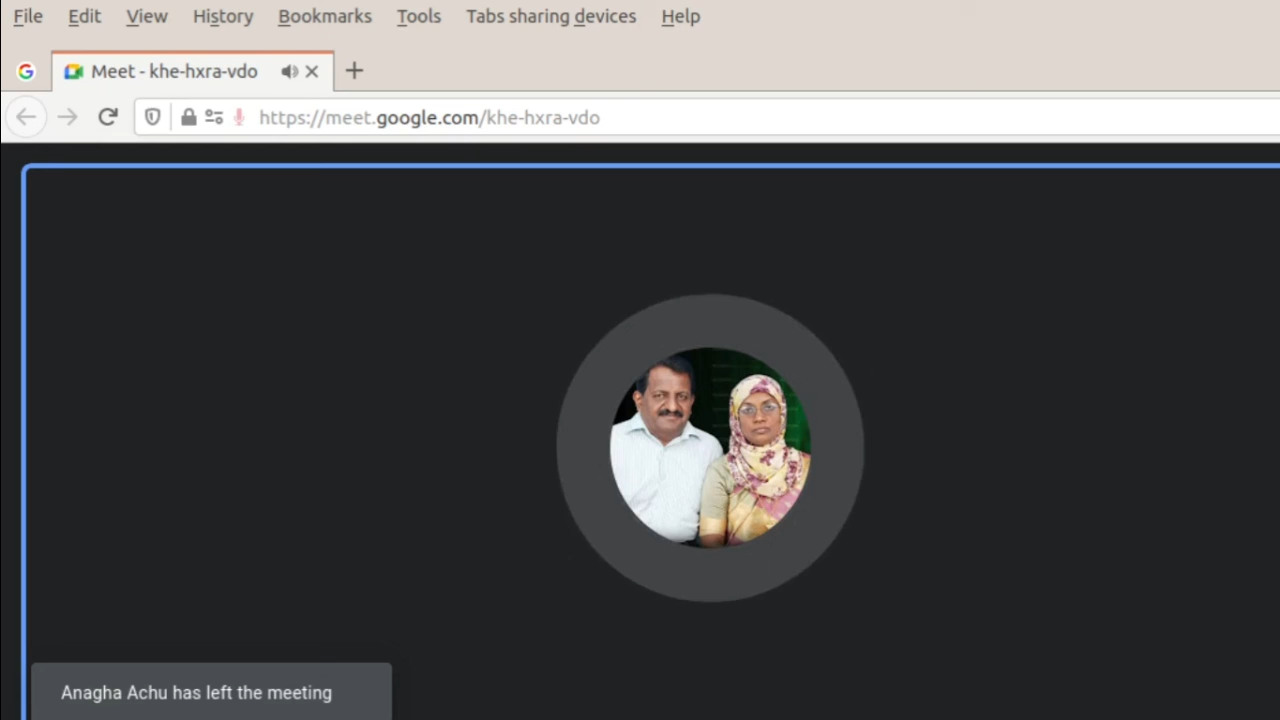 File Edit View History Bookmarks Tools Tabs sharing devices Help
Meet - khe-hxra-vdo
https://meet.google.com/khe-hxra-vdo
Anagha Achu has left the meeting